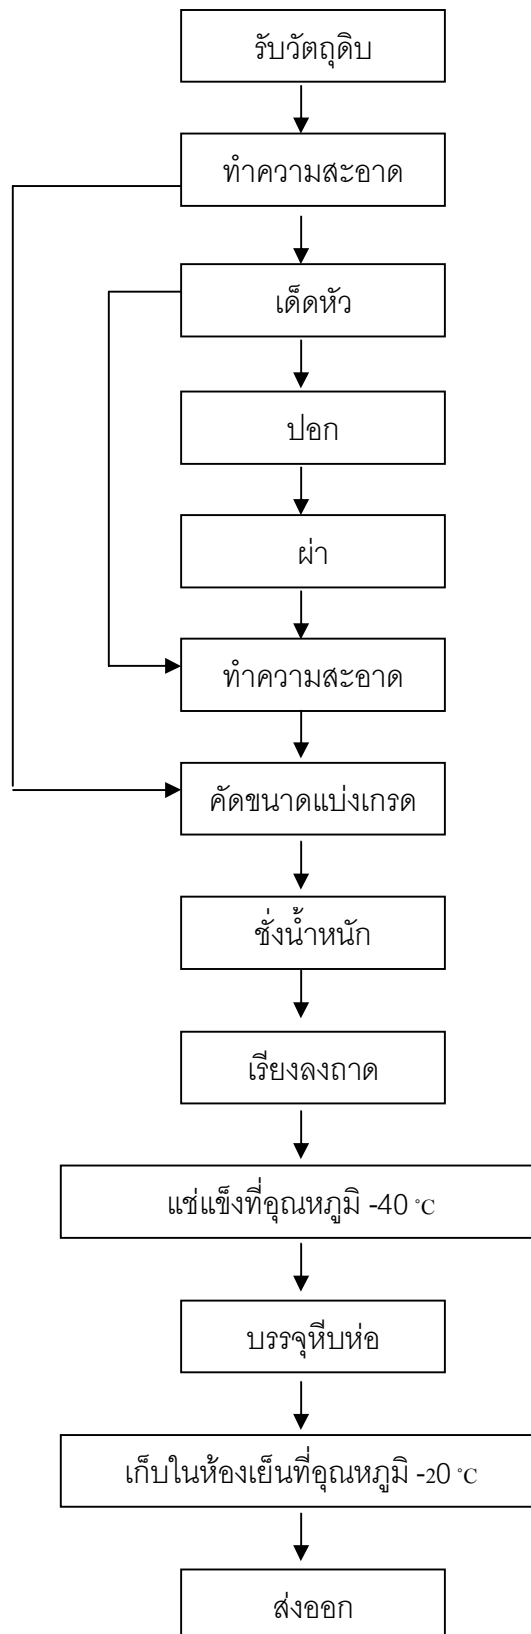 รับวัตถุดิบ
ทำความสะอาด
เด็ดหัว
ปอก
ผ่า
ทำความสะอาด
คัดขนาดแบ่งเกรด
ชั่งน้ำหนัก
เรียงลงถาด
แช่แข็งที่อุณหภูมิ -40 °C
บรรจุหีบห่อ
เก็บในห้องเย็นที่อุณหภูมิ -20 °C
ส่งออก